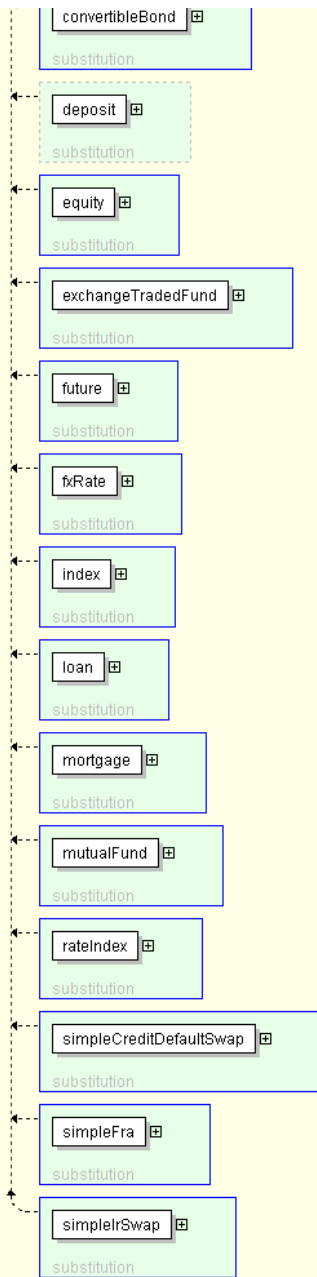 convertibleBond
substitution
deposit
substitution
equity
substitution
exchangeTradedFund
substitution
future
substitution
fxRate
substitution
index
substitution
loan
substitution
mortgage
substitution
mutualFund
substitution
rateIndex
substitution
simpleCreditDefaultSwap
substitution
simpleFra
substitution
simpleIrSwap
substitution